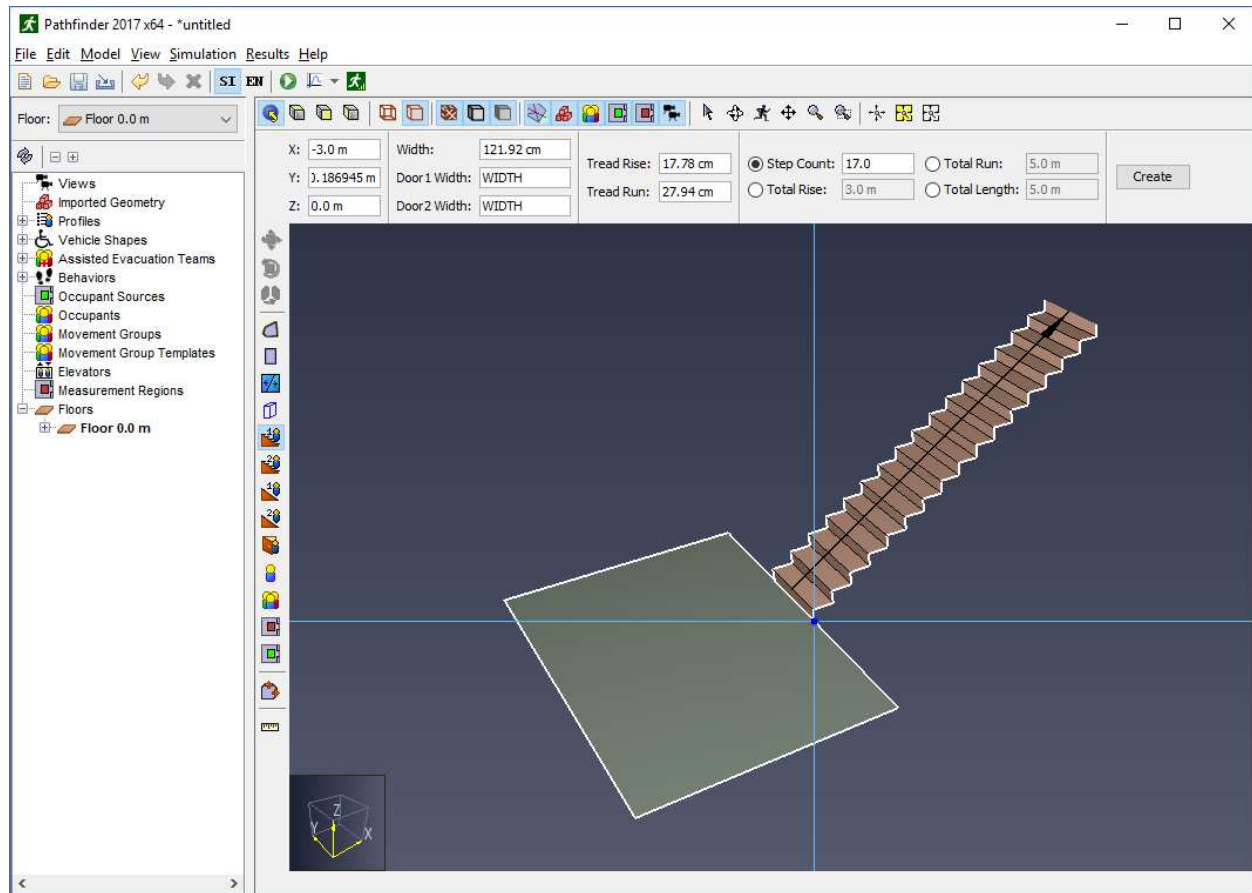 Pathfinder 2017 x64 - *untitled
File Edit Model View Simulation Results Help
SI EN
Floor: Floor 0.0 m
X: -3.0 m Width: 121.92 cm
Y: 0.186945 m Door1 Width: WIDTH
Z: 0.0 m Door2 Width: WIDTH
Tread Rise: 17.78 cm
Tread Run: 27.94 cm
Step Count: 17.0 Total Run: 5.0 m
Total Rise: 3.0 m Total Length: 5.0 m
Create
Views
Imported Geometry
Profiles
Vehicle Shapes
Assisted Evacuation Teams
Behaviors
Occupant Sources
Occupants
Movement Groups
Movement Group Templates
Elevators
Measurement Regions
Floors
Floor 0.0 m
Z
Y X